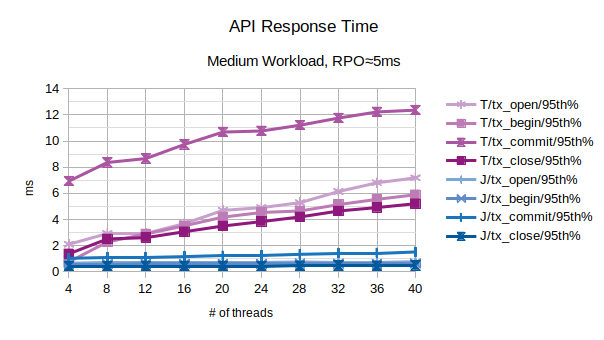 API Response Time
Medium Workload, RPO≈5ms
14
12
10
8
6
4
2
0
ms
4 8 12 16 20 24 28 32 36 40
# of threads
T/tx_open/95th%
T/tx_begin/95th%
T/tx_commit/95th%
T/tx_close/95th%
J/tx_open/95th%
J/tx_begin/95th%
J/tx_commit/95th%
J/tx_close/95th%